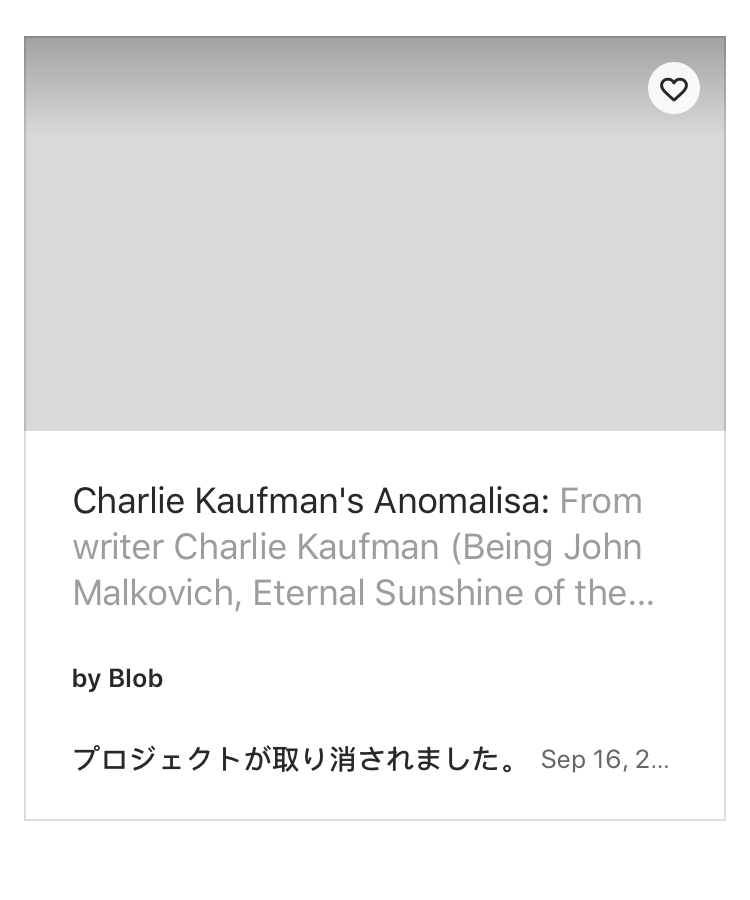 Charlie Kaufman's Anomalisa: From
writer Charlie Kaufman (Being John
Malkovich, Eternal Sunshine of the...
by Blob
プロジェクトが取り消されました。 Sep 16, 2...